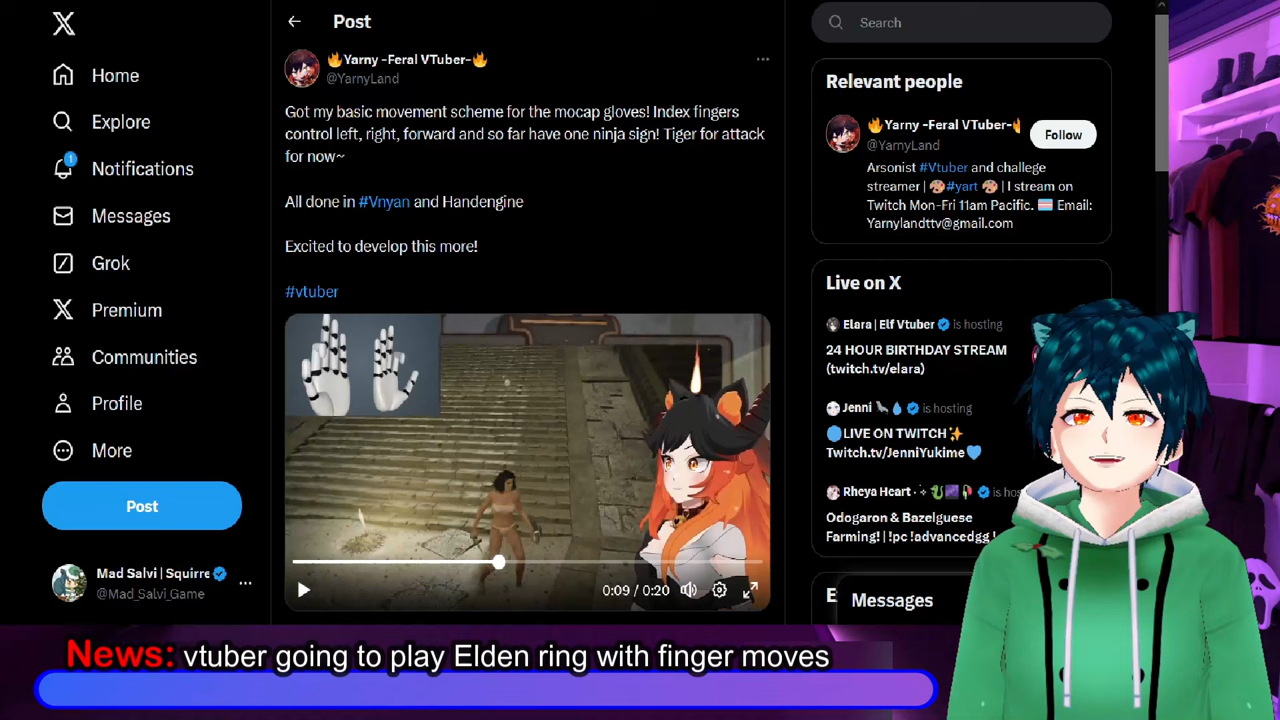 Home
Explore
1
Notifications
Messages
Grok
Premium
Communities
Profile
More
Post
Mad Salvi | Squirre
@Mad_Salvi_Game
Post
🔥Yarny -Feral VTuber-🔥
@YarnyLand
Got my basic movement scheme for the mocap gloves! Index fingers
control left, right, forward and so far have one ninja sign! Tiger for attack
for now~
All done in #Vnyan and Handengine
Excited to develop this more!
#vtuber
0:09 / 0:20
Search
Relevant people
🔥Yarny -Feral VTuber-
@YarnyLand
Follow
Arsonist #Vtuber and challege
streamer | 🎨#yart 🎨 | I stream on
Twitch Mon-Fri 11am Pacific. Email:
Yarnylandttv@gmail.com
Live on X
Elara | Elf Vtuber is hosting
24 HOUR BIRTHDAY STREAM
(twitch.tv/elara)
Jenni is hosting
LIVE ON TWITCH✨
Twitch.tv/JenniYukime
Rheya Heart is hos
Odogaron & Bazelguese
Farming! | !pc !advancedgg !
E
Messages
News: vtuber going to play Elden ring with finger moves